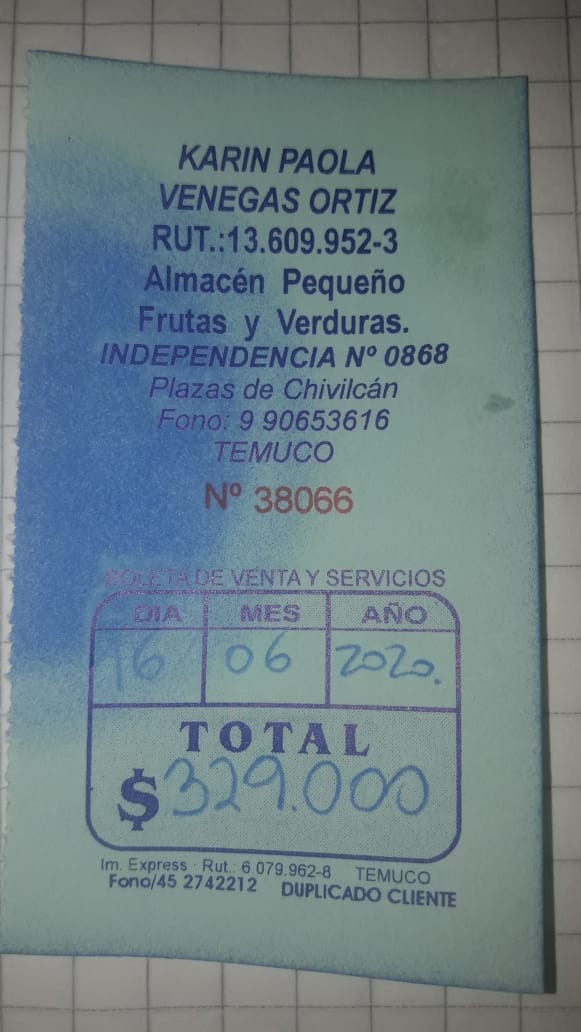 KARIN PAOLA
VENEGAS ORTIZ
RUT.:13.609.952-3
Almacén Pequeño
Frutas y Verduras.
INDEPENDENCIA Nº 0868
Plazas de Chivilcán
Fono: 9 90653616
TEMUCO
Nº 38066
BOLETA DE VENTA Y SERVICIOS
DIA MES AÑO
16 06 2020.
TOTAL
$329.000
Im. Express · Rut.: 6.079.962-8 TEMUCO
Fono/45 2742212 DUPLICADO CLIENTE